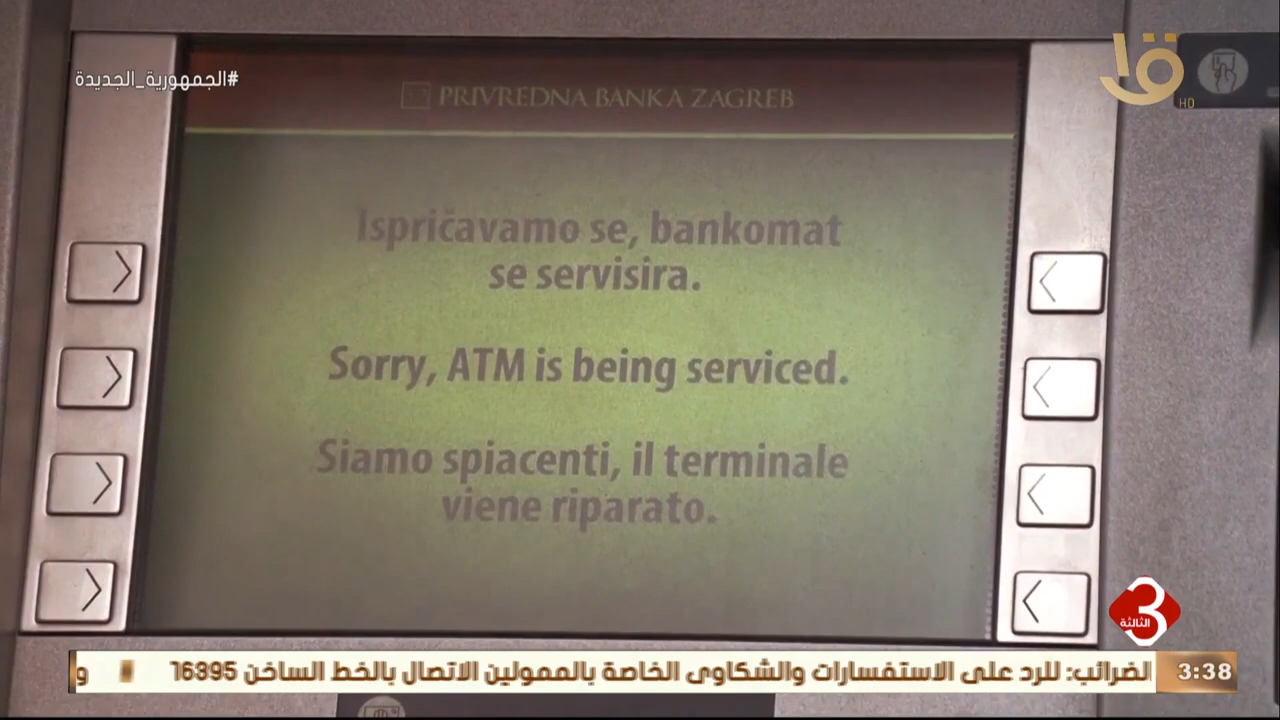 #الجمهورية_الجديدة
HD
PRIVREDNA BANKA ZAGREB
Ispričavamo se, bankomat
se servisira.
Sorry, ATM is being serviced.
Siamo spiacenti, il terminale
viene riparato.
3
الثالثة
3:38
الضرائب: للرد على الاستفسارات والشكاوى الخاصة بالممولين الاتصال بالخط الساخن 16395 و